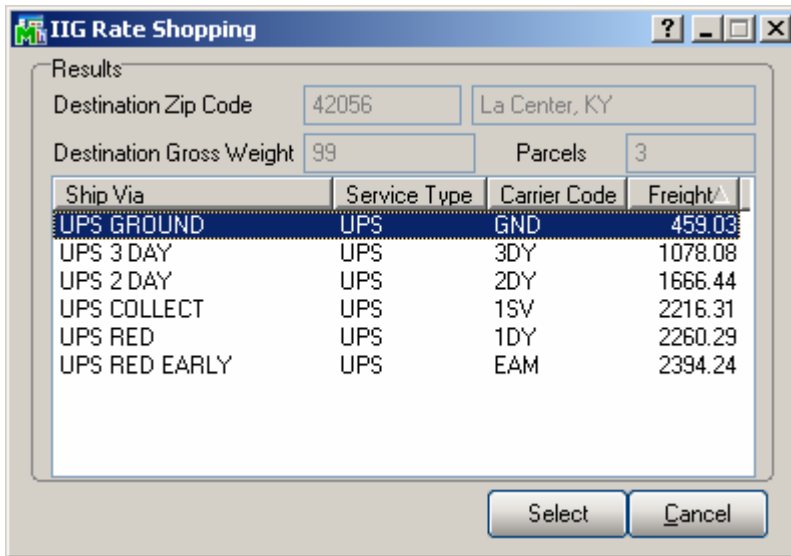 IIG Rate Shopping
Results
Destination Zip Code 42056 La Center, KY
Destination Gross Weight 99 Parcels 3
Ship Via Service Type Carrier Code Freight
UPS GROUND UPS GND 459.03
UPS 3 DAY UPS 3DY 1078.08
UPS 2 DAY UPS 2DY 1666.44
UPS COLLECT UPS 1SV 2216.31
UPS RED UPS 1DY 2260.29
UPS RED EARLY UPS EAM 2394.24
Select Cancel